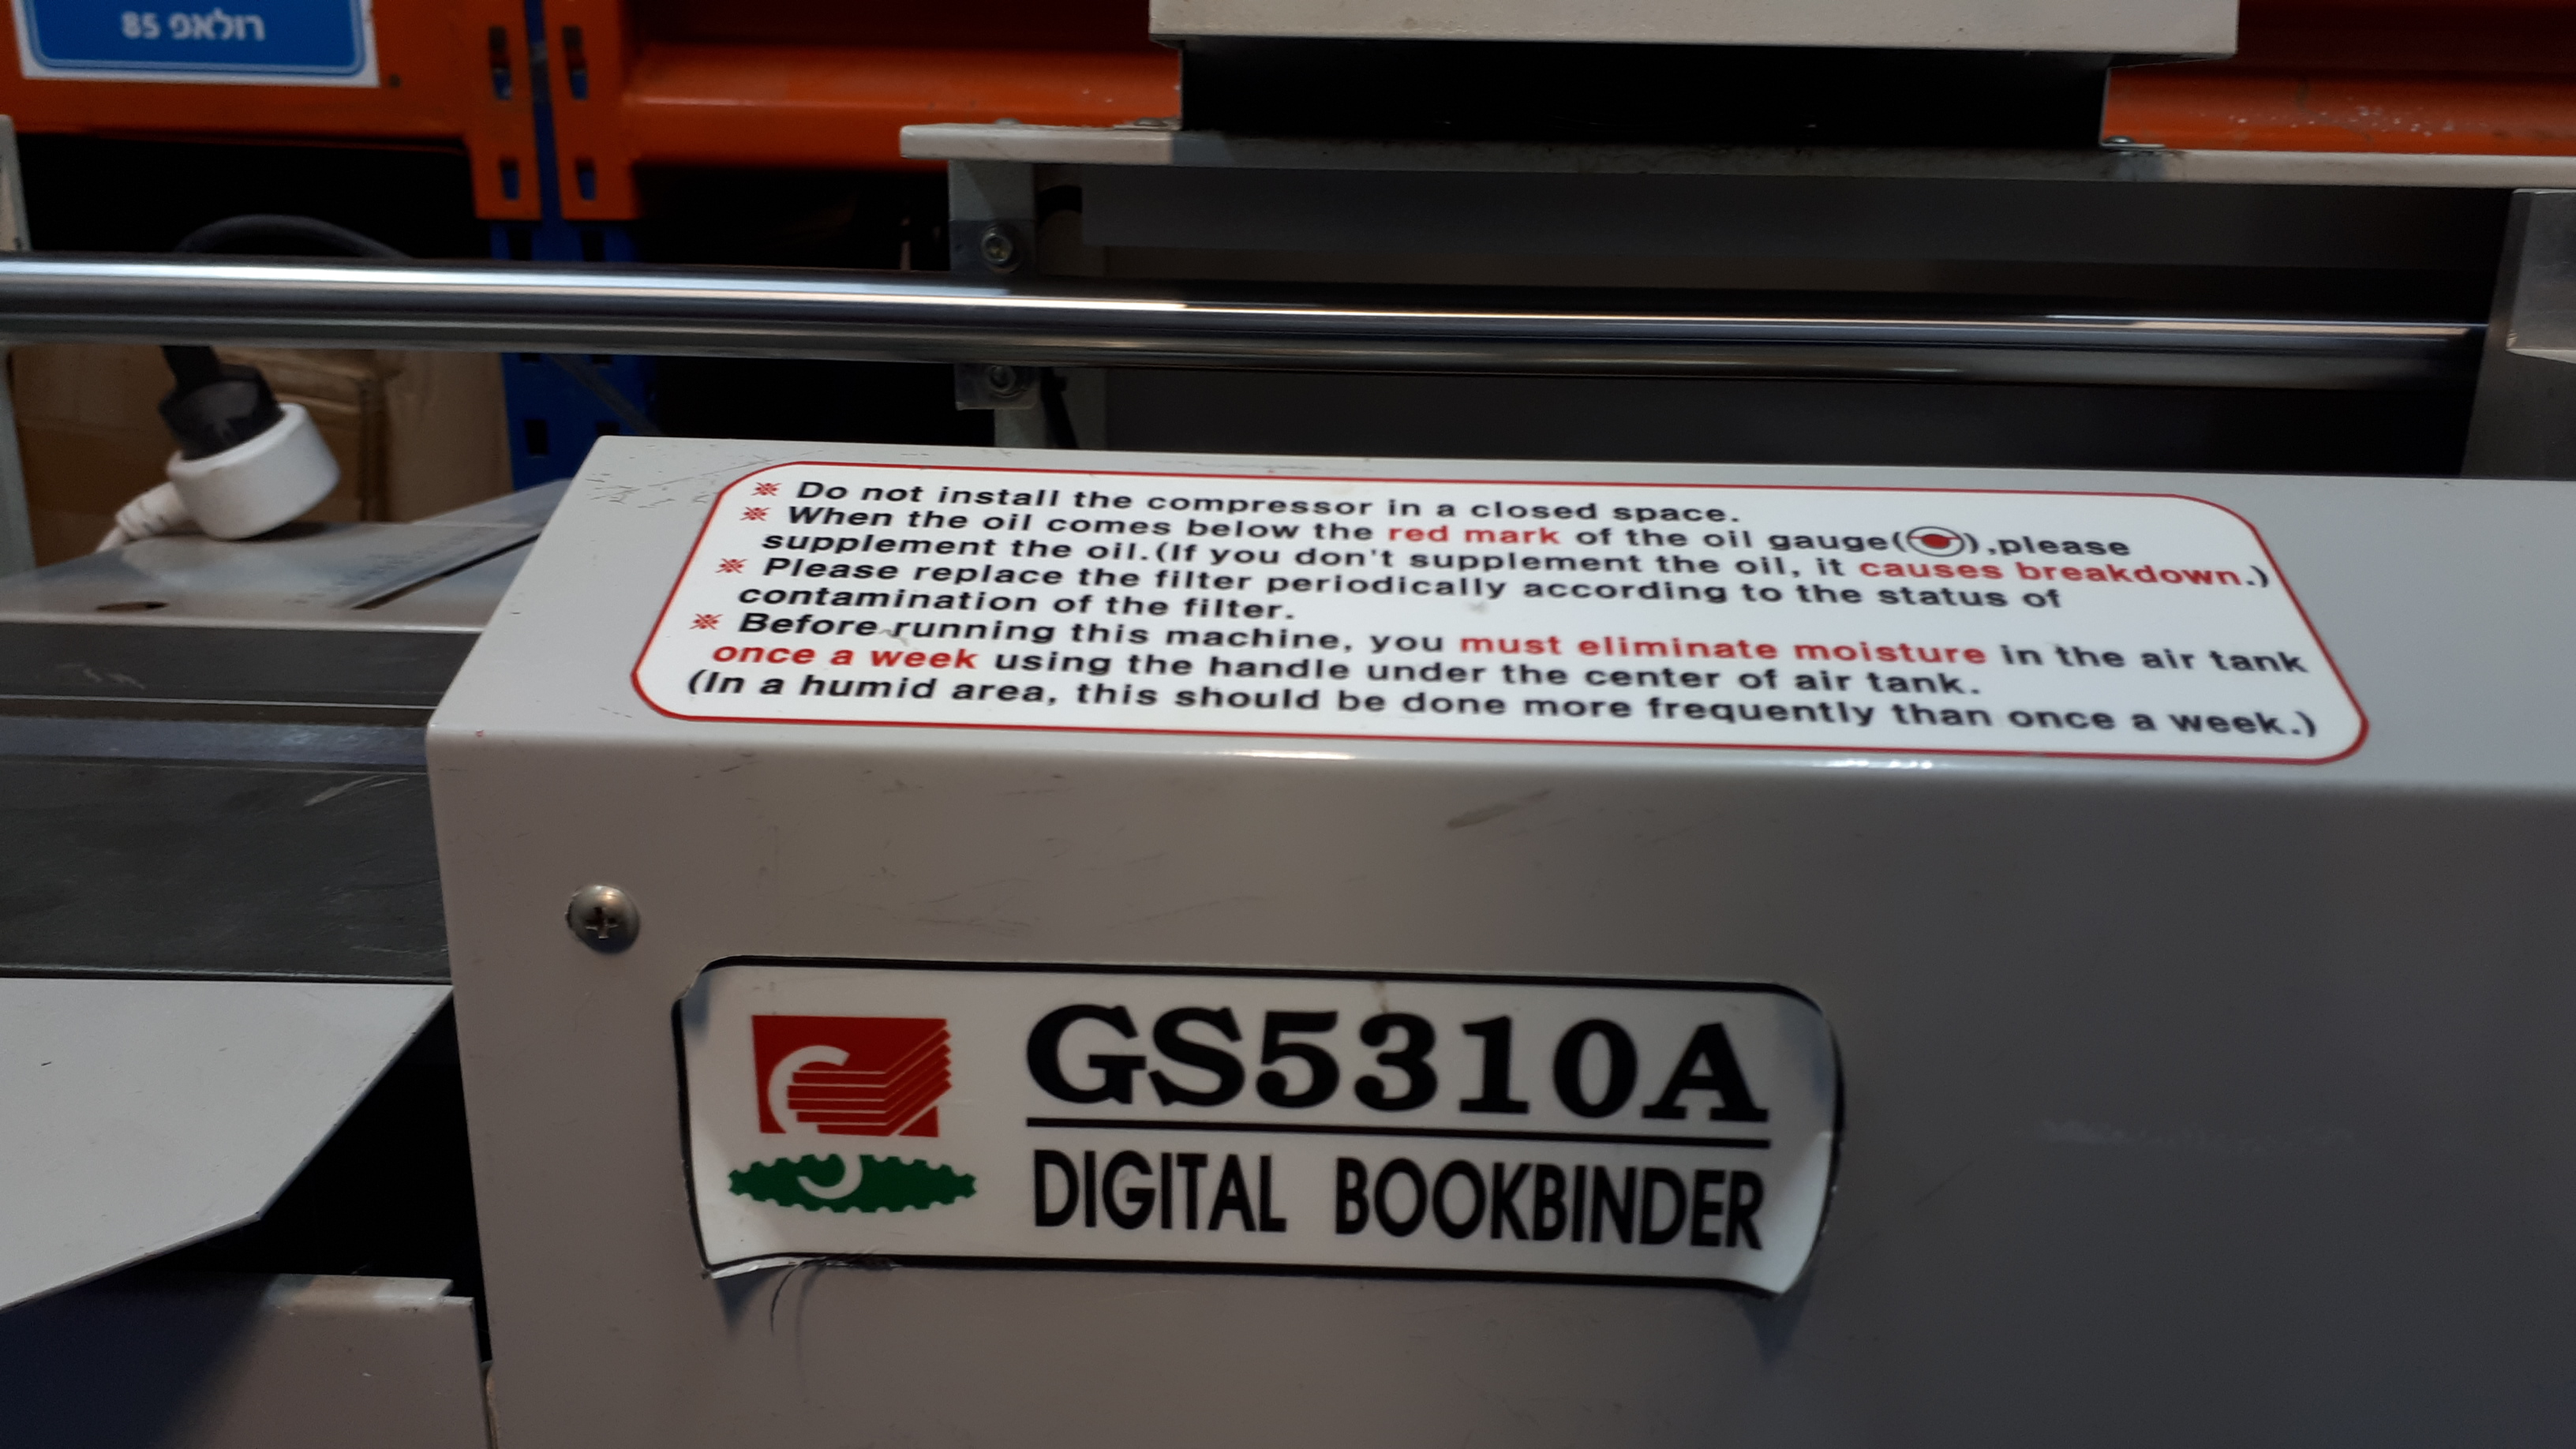 רולאפ 85
※ Do not install the compressor in a closed space.
※ When the oil comes below the red mark of the oil gauge( ),please
supplement the oil.(If you don't supplement the oil, it causes breakdown.)
※ Please replace the filter periodically according to the status of
contamination of the filter.
※ Before running this machine, you must eliminate moisture in the air tank
once a week using the handle under the center of air tank.
(In a humid area, this should be done more frequently than once a week.)
GS5310A
DIGITAL BOOKBINDER